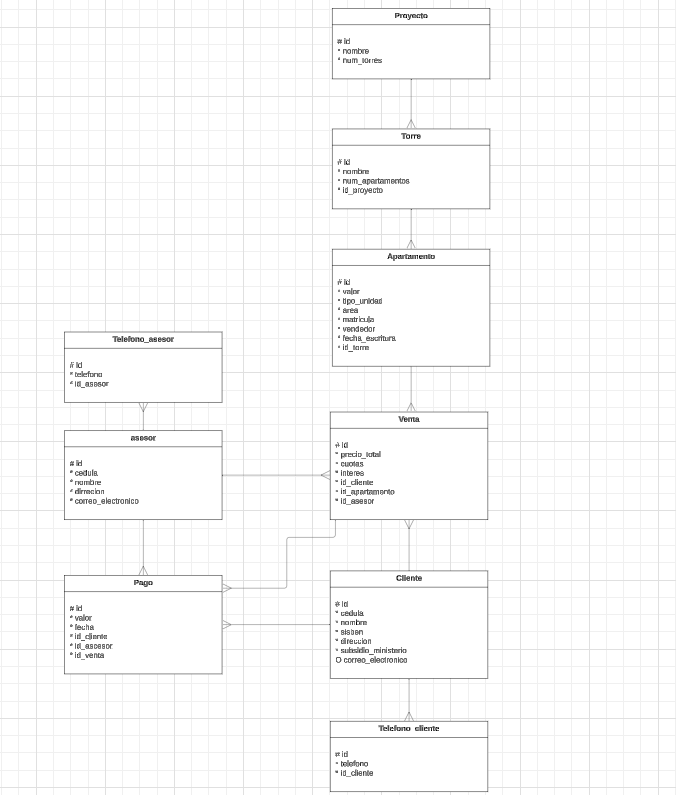 Proyecto
# id
* nombre
* num_torres
Torre
# id
* nombre
* num_apartamentos
* id_proyecto
Apartamento
# id
* valor
* tipo_unidad
* area
* matricula
* vendedor
* fecha_escritura
* id_torre
Telefono_asesor
# id
* telefono
* id_asesor
asesor
# id
* cedula
* nombre
* direcion
* correo_electronico
Venta
# id
* precio_total
* cuotas
* interes
* id_cliente
* id_apartamento
* id_asesor
Pago
# id
* valor
* fecha
* id_cliente
* id_asesor
* id_venta
Cliente
# id
* cedula
* nombre
* sisben
* direccion
* subsidio_ministerio
O correo_electronico
Telefono_cliente
# id
* telefono
* id_cliente